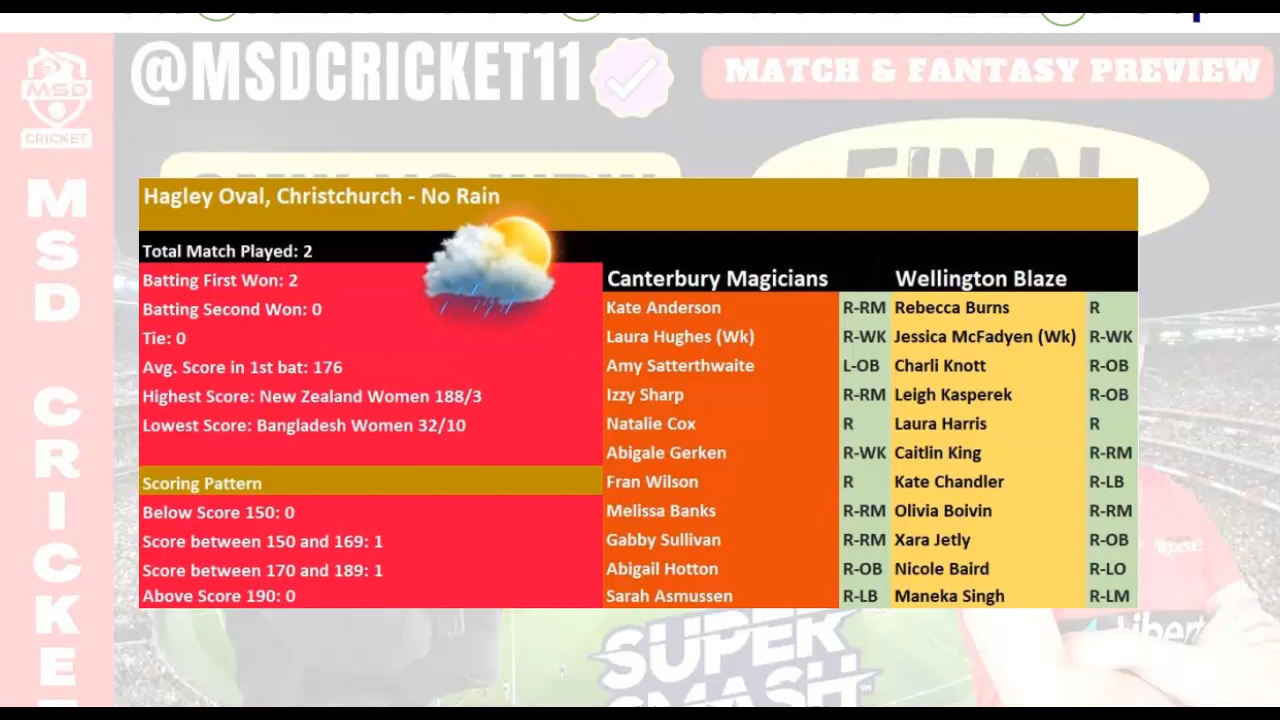 @MSDCRICKET11
MATCH & FANTASY PREVIEW
MSD
CRICKET
M
S
D
C
R
I
C
K
E
FINAL
Hagley Oval, Christchurch - No Rain
Total Match Played: 2
Batting First Won: 2
Batting Second Won: 0
Tie: 0
Avg. Score in 1st bat: 176
Highest Score: New Zealand Women 188/3
Lowest Score: Bangladesh Women 32/10
Scoring Pattern
Below Score 150: 0
Score between 150 and 169: 1
Score between 170 and 189: 1
Above Score 190: 0
Canterbury Magicians Wellington Blaze
Kate Anderson R-RM Rebecca Burns R
Laura Hughes (Wk) R-WK Jessica McFadyen (Wk) R-WK
Amy Satterthwaite L-OB Charli Knott R-OB
Izzy Sharp R-RM Leigh Kasperek R-OB
Natalie Cox R Laura Harris R
Abigale Gerken R-WK Caitlin King R-RM
Fran Wilson R Kate Chandler R-LB
Melissa Banks R-RM Olivia Boivin R-RM
Gabby Sullivan R-RM Xara Jetly R-OB
Abigail Hotton R-OB Nicole Baird R-LO
Sarah Asmussen R-LB Maneka Singh R-LM
SUPER
SMASH